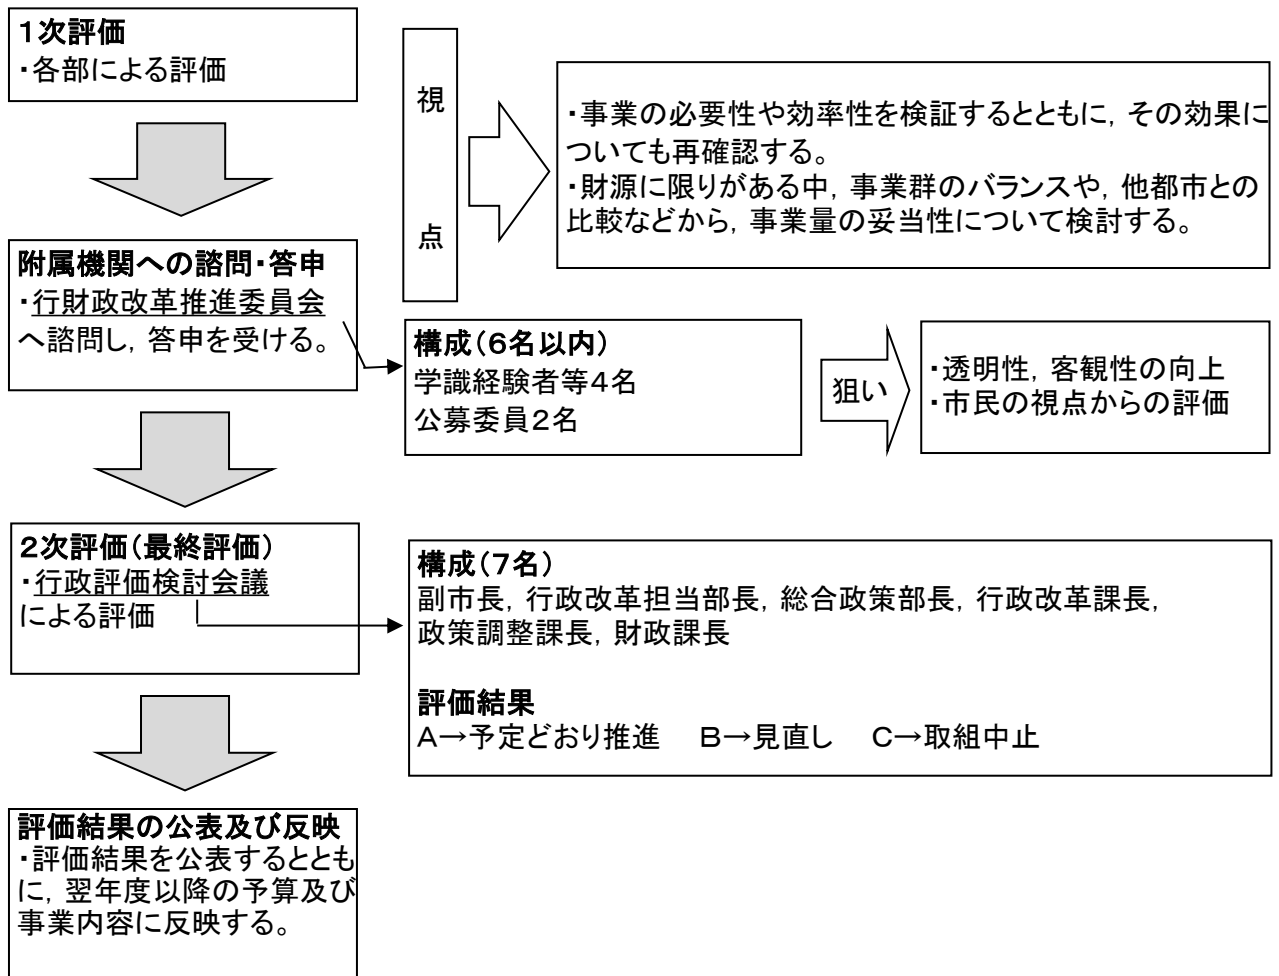 1次評価
・各部による評価
視
点
・事業の必要性や効率性を検証するとともに，その効果に
ついても再確認する。
・財源に限りがある中，事業群のバランスや，他都市との
比較などから，事業量の妥当性について検討する。
附属機関への諮問・答申
・行財政改革推進委員会
へ諮問し，答申を受ける。
構成（6名以内）
学識経験者等4名
公募委員2名
狙い
・透明性，客観性の向上
・市民の視点からの評価
2次評価（最終評価）
・行政評価検討会議
による評価
構成（7名）
副市長，行政改革担当部長，総合政策部長，行政改革課長，
政策調整課長，財政課長
評価結果
A→予定どおり推進　B→見直し　C→取組中止
評価結果の公表及び反映
・評価結果を公表するととも
に，翌年度以降の予算及び
事業内容に反映する。